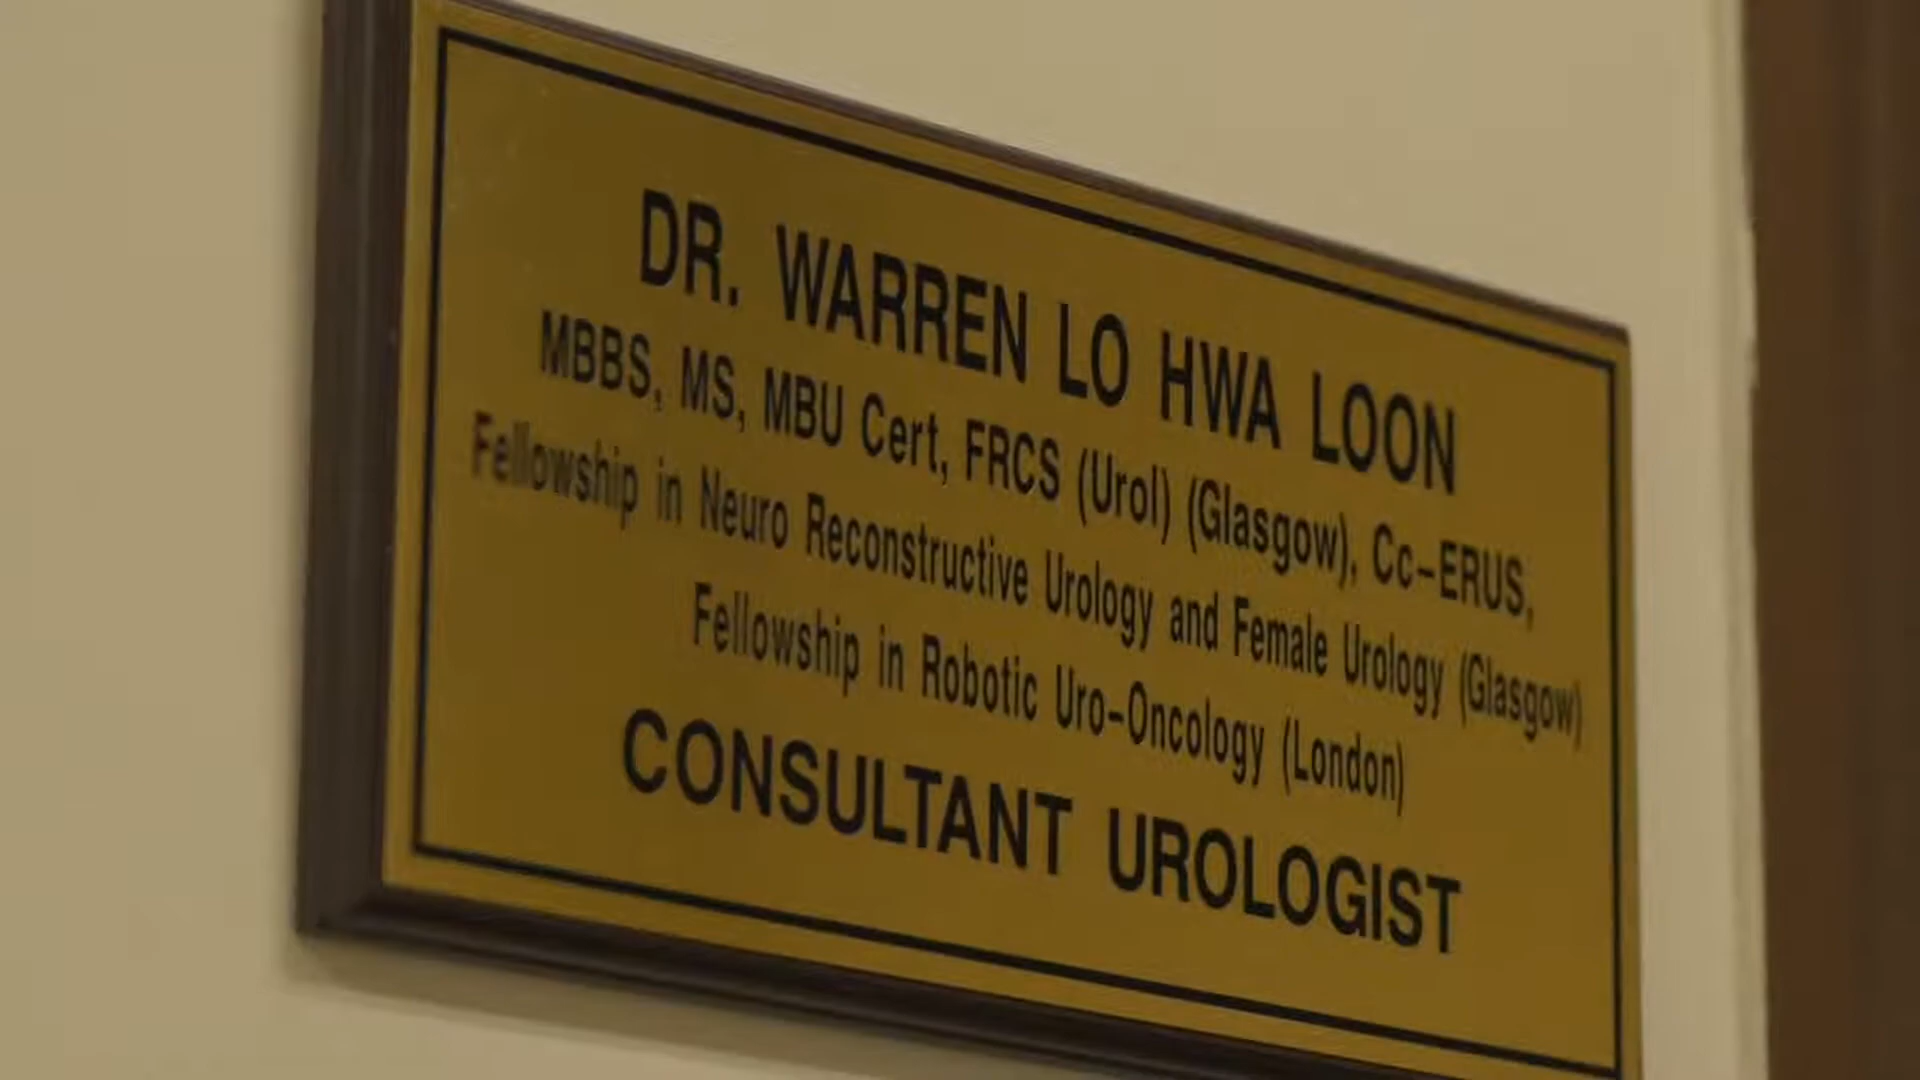 DR. WARREN LO HWA LOON
MBBS, MS, MBU Cert, FRCS (Urol) (Glasgow), Cc-ERUS,
Fellowship in Neuro Reconstructive Urology and Female Urology (Glasgow)
Fellowship in Robotic Uro-Oncology (London)
CONSULTANT UROLOGIST